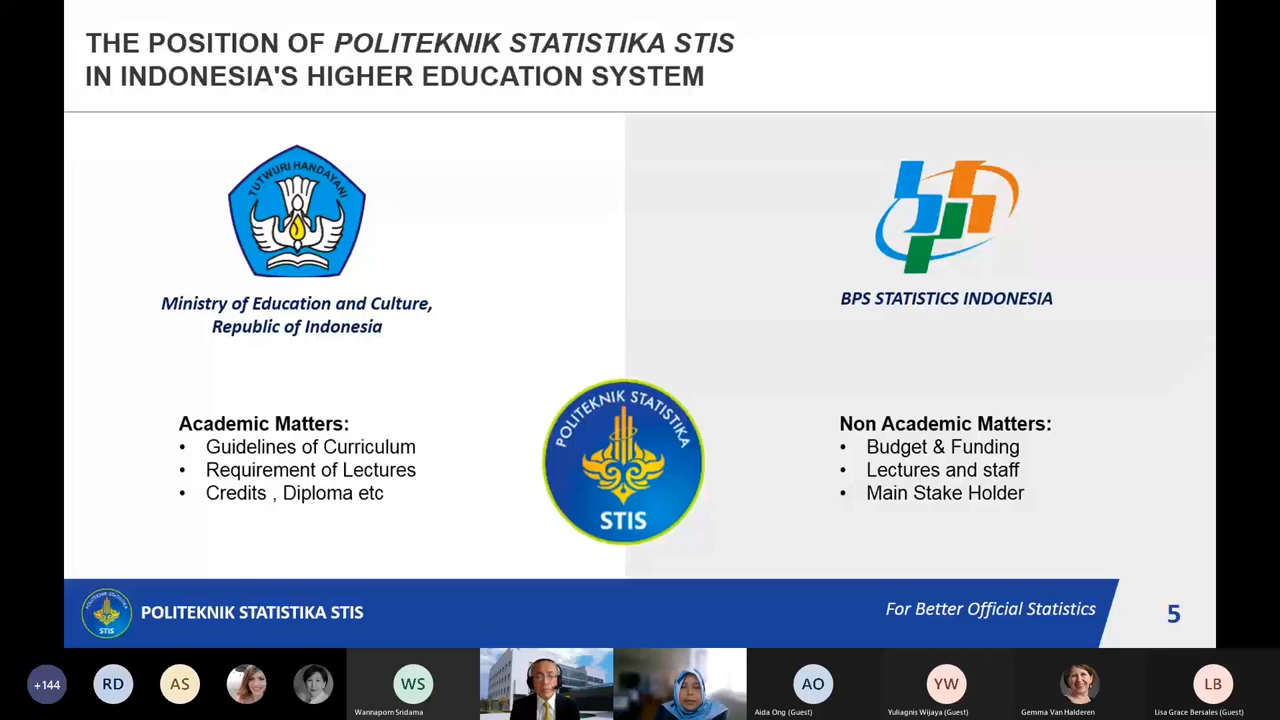 THE POSITION OF POLITEKNIK STATISTIKA STIS
IN INDONESIA'S HIGHER EDUCATION SYSTEM
TUTWURI HANDAYANI
Ministry of Education and Culture,
Republic of Indonesia
BPS STATISTICS INDONESIA
Academic Matters:
• Guidelines of Curriculum
• Requirement of Lectures
• Credits , Diploma etc
POLITEKNIK STATISTIKA
STIS
Non Academic Matters:
• Budget & Funding
• Lectures and staff
• Main Stake Holder
POLITEKNIK STATISTIKA
STIS
POLITEKNIK STATISTIKA STIS
For Better Official Statistics
5
+144
RD
AS
WS
Wannaporn Sridama
AO
Aida Ong (Guest)
YW
Yuliagnis Wijaya (Guest)
Gemma Van Halderen
LB
Lisa Grace Bersales (Guest)